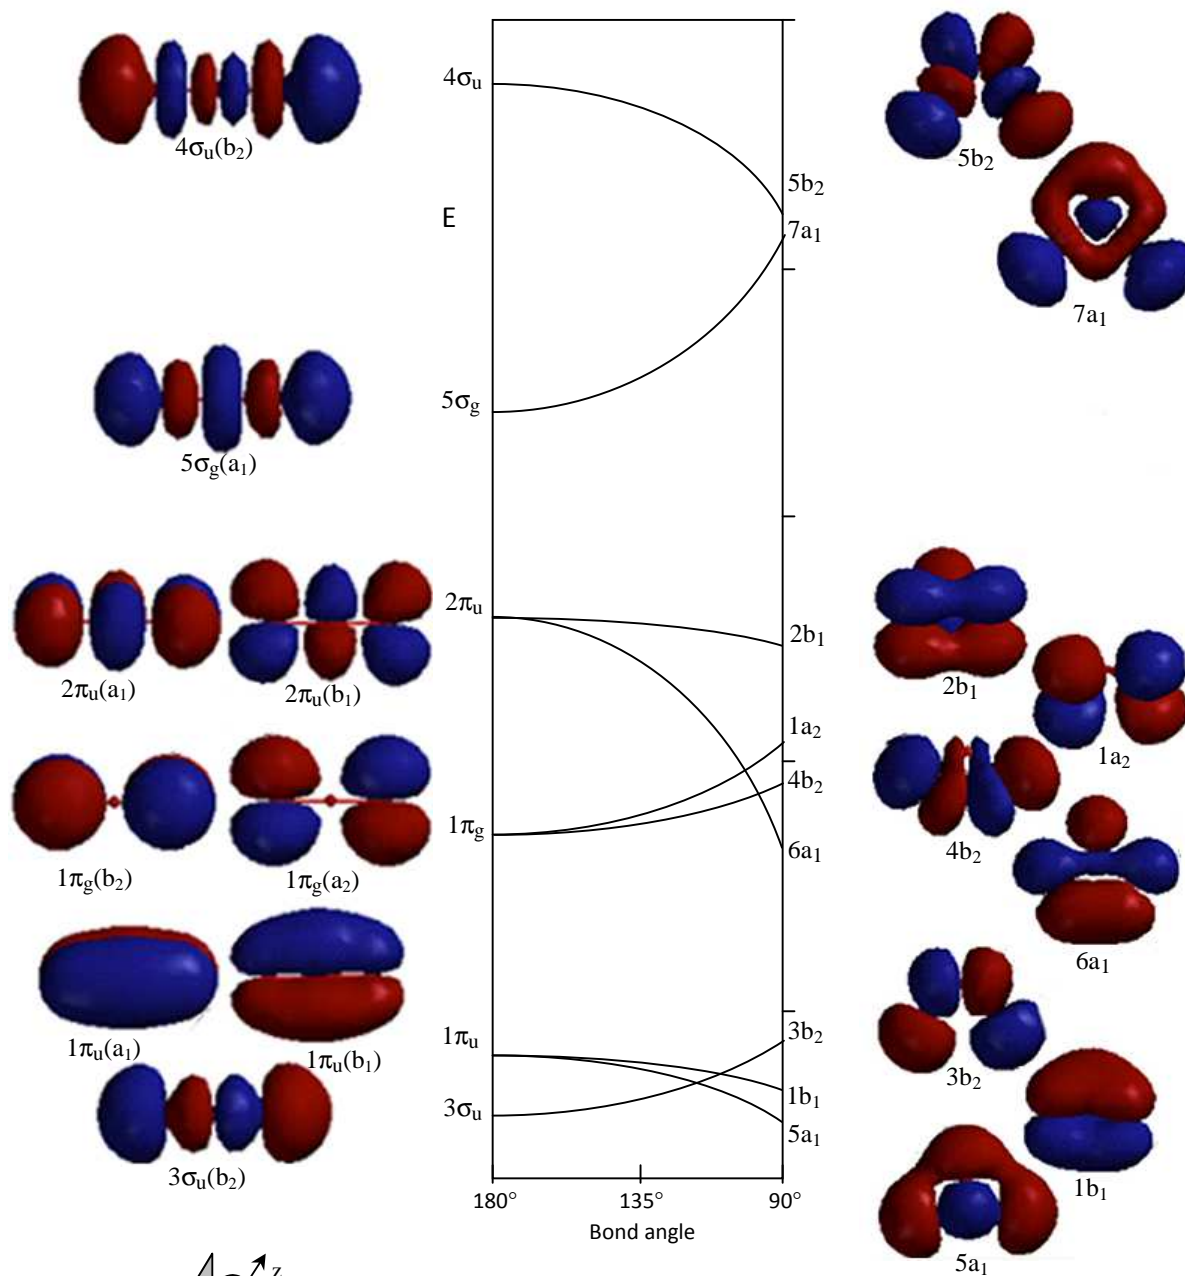 4σu
4σu(b2)
5b2
5b2
E
7a1
7a1
5σg
5σg(a1)
2πu
2b1
2πu(a1)
2πu(b1)
2b1
1a2
1a2
4b2
1πg
6a1
4b2
1πg(b2)
1πg(a2)
6a1
1πu
3b2
1πu(a1)
1πu(b1)
3b2
1b1
3σu
5a1
3σu(b2)
1b1
180°
135°
90°
Bond angle
5a1
z